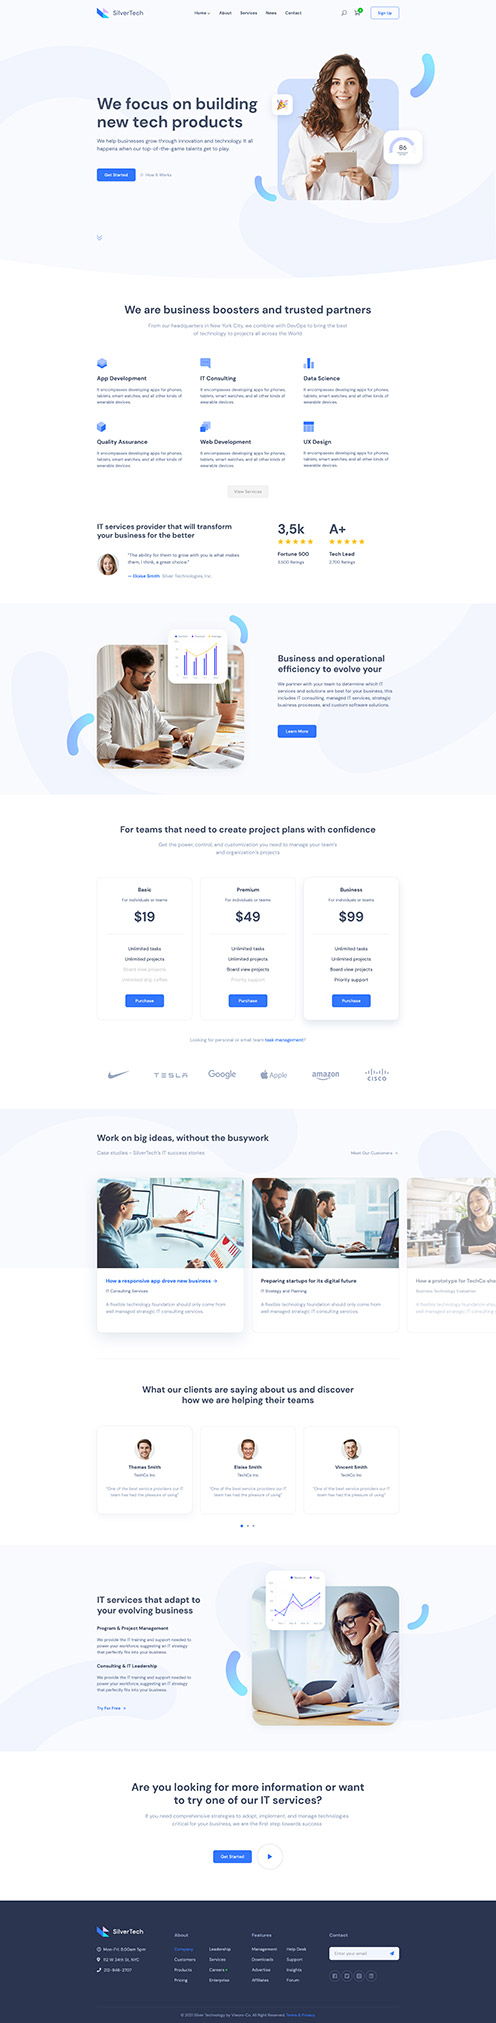 SilverTech
Home About Services News Contact
Sign Up
We focus on building
new tech products
We help businesses grow through innovation and technology. It all
happens when our top-of-the-game talents get to play.
Get Started
How It Works
86
We are business boosters and trusted partners
From our headquarters in New York City, we combine with DevOps to bring the best
of technology to projects all across the World
App Development
It encompasses developing apps for phones,
tablets, smart watches, and all other kinds of
wearable devices.
IT Consulting
It encompasses developing apps for phones,
tablets, smart watches, and all other kinds of
wearable devices.
Data Science
It encompasses developing apps for phones,
tablets, smart watches, and all other kinds of
wearable devices.
Quality Assurance
It encompasses developing apps for phones,
tablets, smart watches, and all other kinds of
wearable devices.
Web Development
It encompasses developing apps for phones,
tablets, smart watches, and all other kinds of
wearable devices.
UX Design
It encompasses developing apps for phones,
tablets, smart watches, and all other kinds of
wearable devices.
View Services
IT services provider that will transform
your business for the better
"The ability for them to grow with you is what makes
them, I think, a great choice."
— Eloise Smith Silver Technologies, Inc.
3,5k
Fortune 500
3,500 Ratings
A+
Tech Lead
2,700 Ratings
Business and operational
efficiency to evolve your
We partner with your team to determine which IT
services and solutions are best for your business, this
includes IT consulting, managed IT services, strategic
business processes, and custom software solutions.
Learn More
For teams that need to create project plans with confidence
Get the power, control, and customization you need to manage your team's
and organization's projects
Basic
For individuals or teams
$19
Unlimited tasks
Unlimited projects
Board view projects
Unlimited drip coffee
Purchase
Premium
For individuals or teams
$49
Unlimited tasks
Unlimited projects
Board view projects
Priority support
Purchase
Business
For individuals or teams
$99
Unlimited tasks
Unlimited projects
Board view projects
Priority support
Purchase
Looking for personal or small team task management?
TESLA
Google
Apple
amazon
CISCO
Work on big ideas, without the busywork
Case studies - SilverTech's IT success stories
Meet Our Customers →
How a responsive app drove new business →
IT Consulting Services
A flexible technology foundation should only come from
well managed strategic IT consulting services.
Preparing startups for its digital future
IT Strategy and Planning
A flexible technology foundation should only come from
well managed strategic IT consulting services.
How a prototype for TechCo sho
Business Technology Evaluation
A flexible technology foundation s
well managed strategic IT consulti
What our clients are saying about us and discover
how we are helping their teams
Thomas Smith
TechCo Inc
"One of the best service providers our IT
team has had the pleasure of using"
Eloise Smith
TechCo Inc
"One of the best service providers our IT
team has had the pleasure of using"
Vincent Smith
TechCo Inc
"One of the best service providers our IT
team has had the pleasure of using"
IT services that adapt to
your evolving business
Program & Project Management
We provide the IT training and support needed to
power your workforce, suggesting an IT strategy
that perfectly fits into your business.
Consulting & IT Leadership
We provide the IT training and support needed to
power your workforce, suggesting an IT strategy
that perfectly fits into your business.
Try For Free →
Are you looking for more information or want
to try one of our IT services?
If you need comprehensive strategies to adopt, implement, and manage technologies
critical for your business, we are the first step towards success
Get Started
SilverTech
Mon-Fri: 8:00am 5pm
112 W 34th St, NYC
212-946-2707
About
Company
Customers
Products
Pricing
Leadership
Services
Careers
Enterprise
Features
Management
Downloads
Advertise
Affiliates
Help Desk
Support
Insights
Forum
Contact
Enter your email